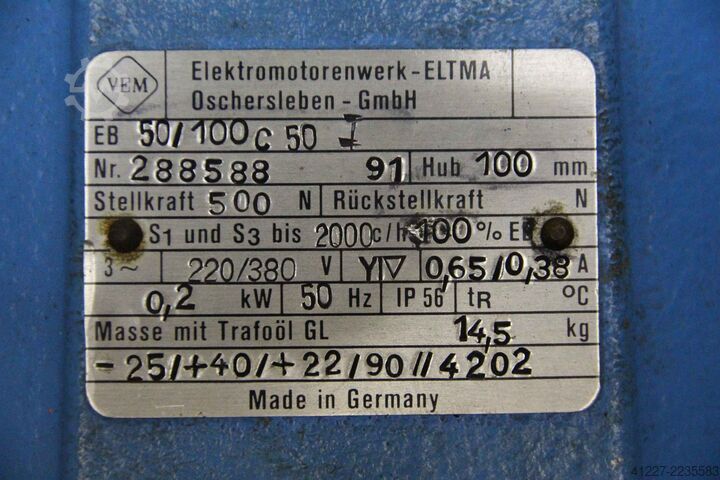 VEM
Elektromotorenwerk-ELTMA
Oschersleben - GmbH
EB 50/100 C 50 I
Nr. 288588 91 Hub 100 mm
Stellkraft 500 N Rückstellkraft N
S1 und S3 bis 2000 c/h 100 % E
3~ 220/380 V Y/▽ 0,65/0,38 A
0,2 kW 50 Hz IP 56 tR °C
Masse mit Trafoöl GL 14,5 kg
-25/+40/+22/90//4202
Made in Germany
41227-2235583